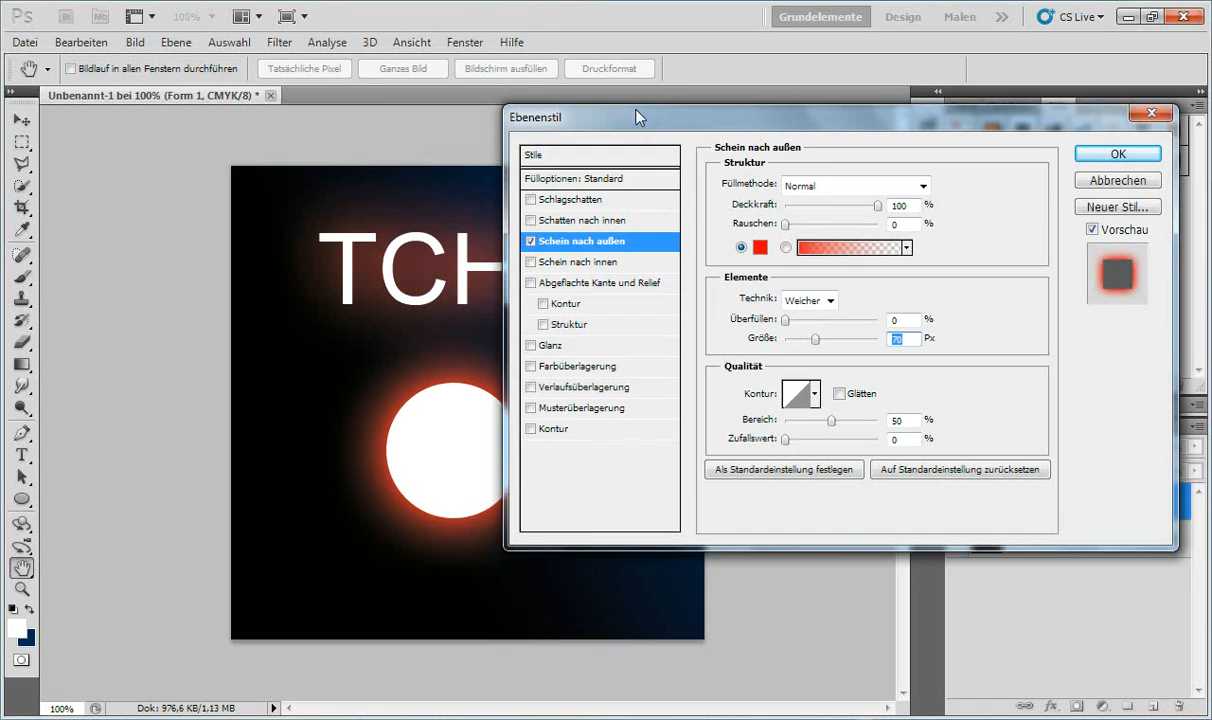 Ps Br Mb 100% Grundelemente Design Malen CS Live
Datei Bearbeiten Bild Ebene Auswahl Filter Analyse 3D Ansicht Fenster Hilfe
Bildlauf in allen Fenstern durchführen Tatsächliche Pixel Ganzes Bild Bildschirm ausfüllen Druckformat
Unbenannt-1 bei 100% (Form 1, CMYK/8) *
TCH
Ebenenstil
Stile
Fülloptionen: Standard
Schlagschatten
Schatten nach innen
Schein nach außen
Schein nach innen
Abgeflachte Kante und Relief
Kontur
Struktur
Glanz
Farbüberlagerung
Verlaufsüberlagerung
Musterüberlagerung
Kontur
Schein nach außen
Struktur
Füllmethode: Normal
Deckkraft: 100 %
Rauschen: 0 %
Elemente
Technik: Weicher
Überfüllen: 0 %
Größe: 70 Px
Qualität
Kontur: Glätten
Bereich: 50 %
Zufallswert: 0 %
Als Standardeinstellung festlegen Auf Standardeinstellung zurücksetzen
OK
Abbrechen
Neuer Stil...
Vorschau
100% Dok: 976,6 KB/1,13 MB